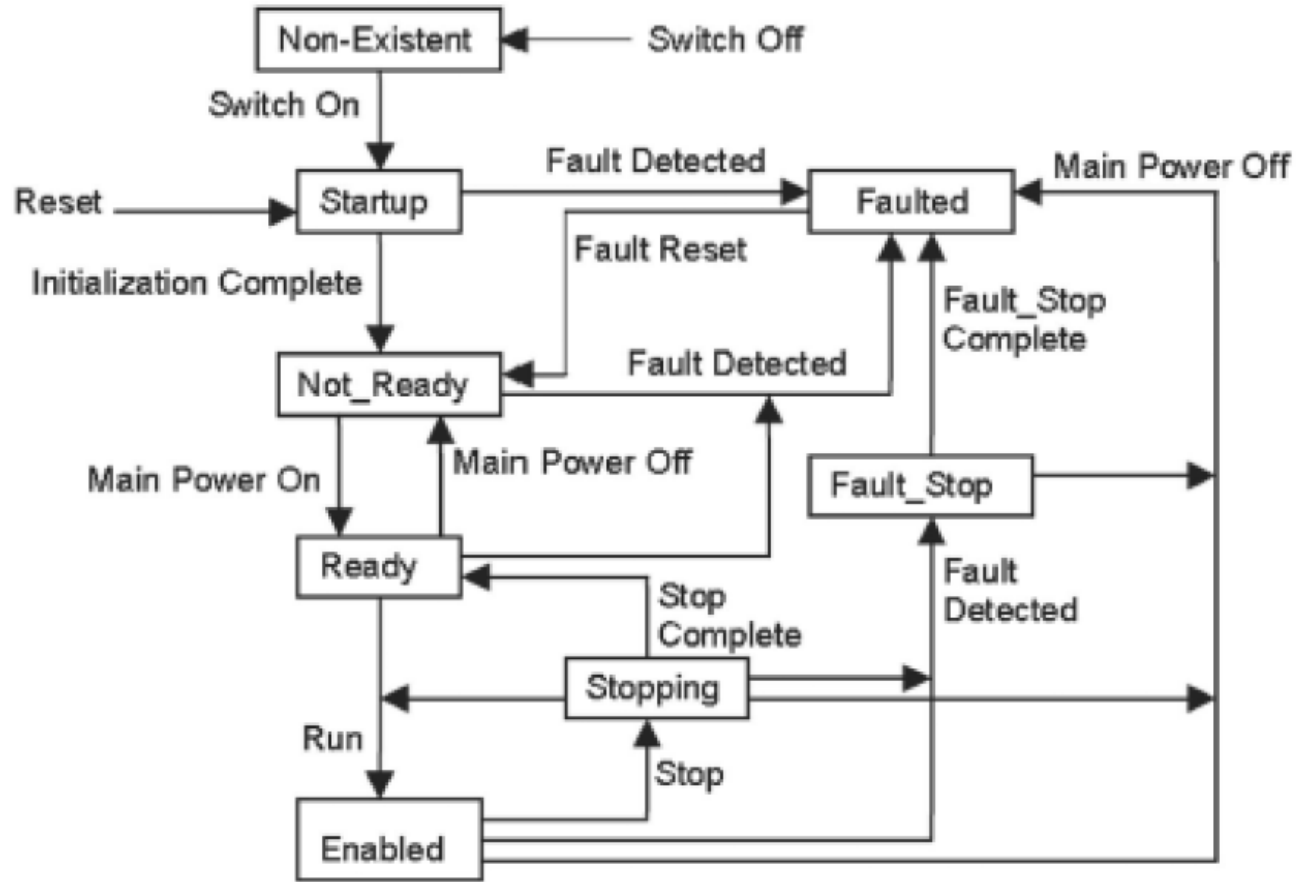 Non-Existent
Switch Off
Switch On
Fault Detected
Main Power Off
Reset
Startup
Faulted
Fault Reset
Initialization Complete
Fault_Stop
Complete
Not_Ready
Fault Detected
Main Power On
Main Power Off
Fault_Stop
Ready
Fault
Detected
Stop
Complete
Stopping
Run
Stop
Enabled